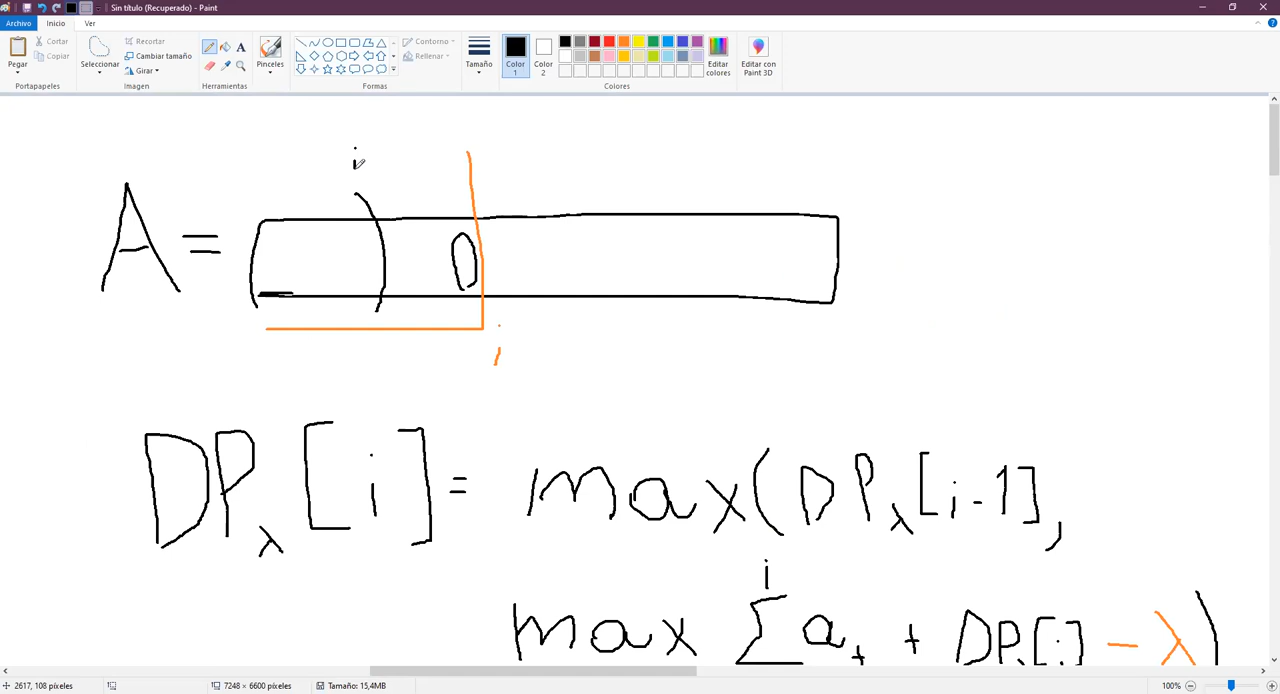 Sin título (Recuperado) - Paint
Archivo Inicio Ver
Pegar Cortar Copiar Seleccionar Recortar Cambiar tamaño Girar Pinceles Contorno Rellenar Tamaño Color 1 Color 2 Editar colores Editar con Paint 3D
Portapapeles Imagen Herramientas Formas Colores
i
A = 0
i
DPλ[i] = max(DPλ[i-1],
i
max Σ at + DPλ[j] - λ)
2617, 108 píxeles 7248 × 6600 píxeles Tamaño: 15,4MB 100%